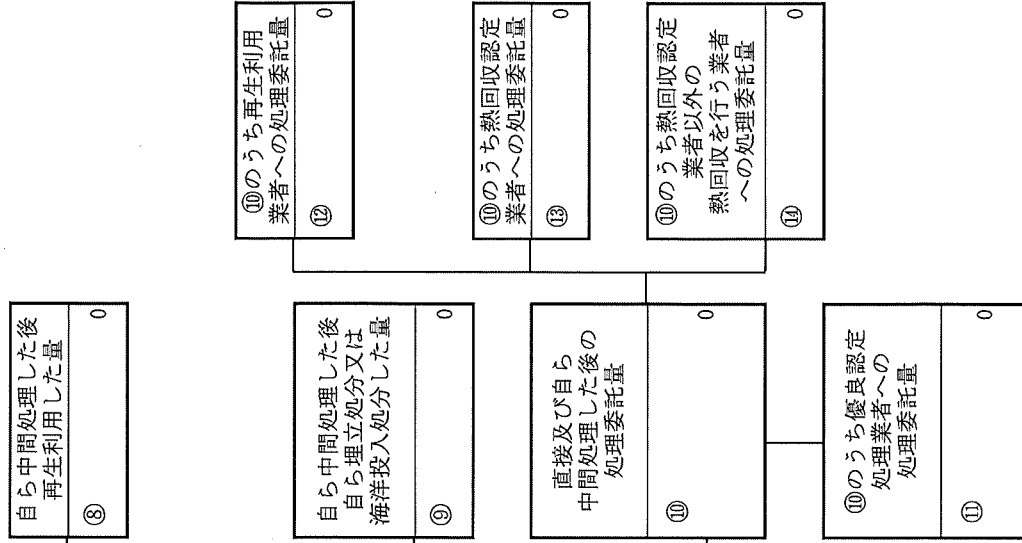 自ら中間処理した後
再生利用した量
⑧ 0
自ら中間処理した後
自ら埋立処分又は
海洋投入処分した量
⑨ 0
直接及び自ら
中間処理した後の
処理委託量
⑩ 0
⑩のうち優良認定
処理業者への
処理委託量
⑪ 0
⑩のうち再生利用
業者への処理委託量
⑫ 0
⑩のうち熱回収認定
業者への処理委託量
⑬ 0
⑩のうち熱回収認定
業者以外の
熱回収を行う業者
への処理委託量
⑭ 0